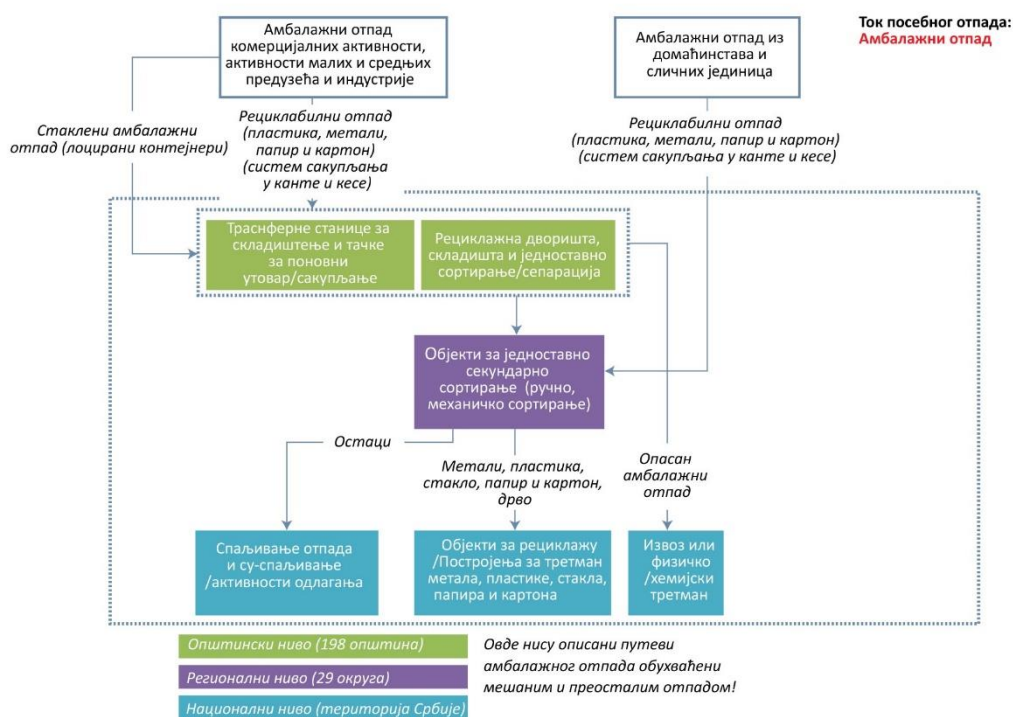 Ток посебног отпада:
Амбалажни отпад
Амбалажни отпад
комерцијалних активности,
активности малих и средњих
предузећа и индустрије
Амбалажни отпад из
домаћинстава и
сличних јединица
Стаклени амбалажни
отпад (лоцирани контејнери)
Рециклабилни отпад
(пластика, метали,
папир и картон)
(систем сакупљања
у канте и кесе)
Рециклабилни отпад
(пластика, метали, папир и картон)
(систем сакупљања у канте и кесе)
Траснферне станице за
складиштење и тачке
за поновни
утовар/сакупљање
Рециклажна дворишта,
складишта и једноставно
сортирање/сепарација
Објекти за једноставно
секундарно
сортирање (ручно,
механичко сортирање)
Остаци
Метали, пластика,
стакло, папир и картон,
дрво
Опасан
амбалажни
отпад
Спаљивање отпада
и су-спаљивање
/активности одлагања
Објекти за рециклажу
/Постројења за третман
метала, пластике, стакла,
папира и картона
Извоз или
физичко
/хемијски
третман
Општински ниво (198 општина)
Регионални ниво (29 округа)
Национални ниво (територија Србије)
Овде нису описани путеви
амбалажног отпада обухваћени
мешаним и преосталим отпадом!